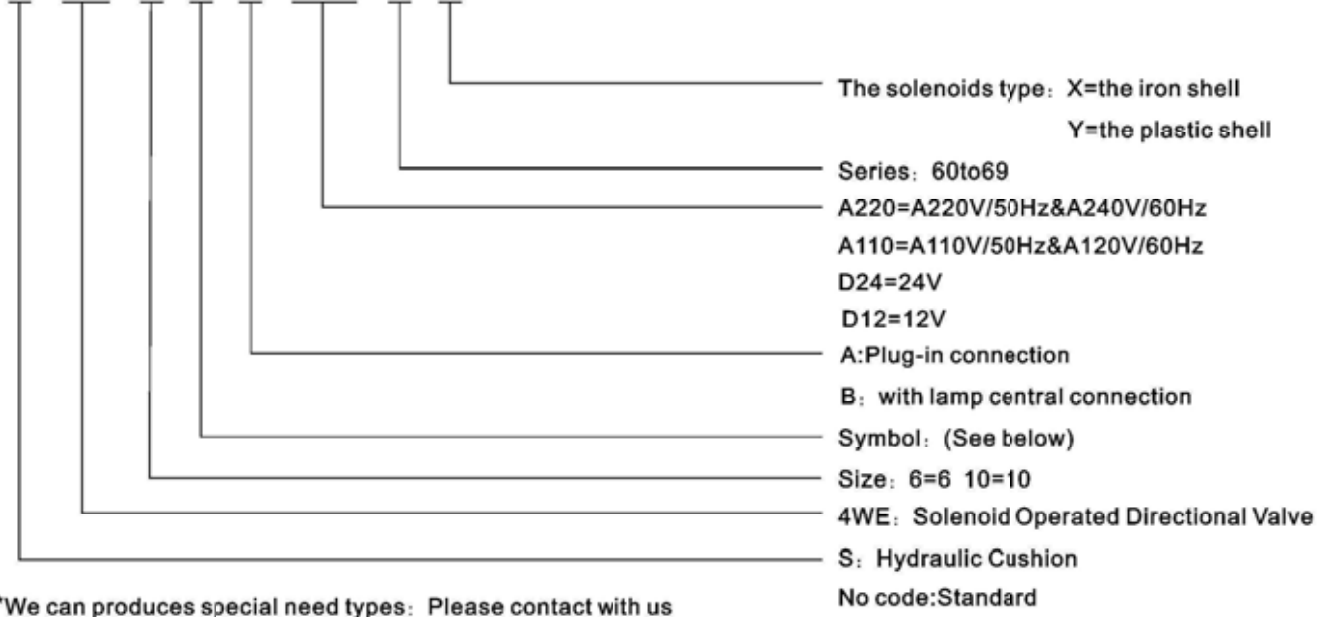 The solenoids type：X=the iron shell
Y=the plastic shell
Series：60to69
A220=A220V/50Hz&A240V/60Hz
A110=A110V/50Hz&A120V/60Hz
D24=24V
D12=12V
A:Plug-in connection
B：with lamp central connection
Symbol：(See below)
Size：6=6 10=10
4WE：Solenoid Operated Directional Valve
S：Hydraulic Cushion
No code:Standard
*We can produces special need types：Please contact with us